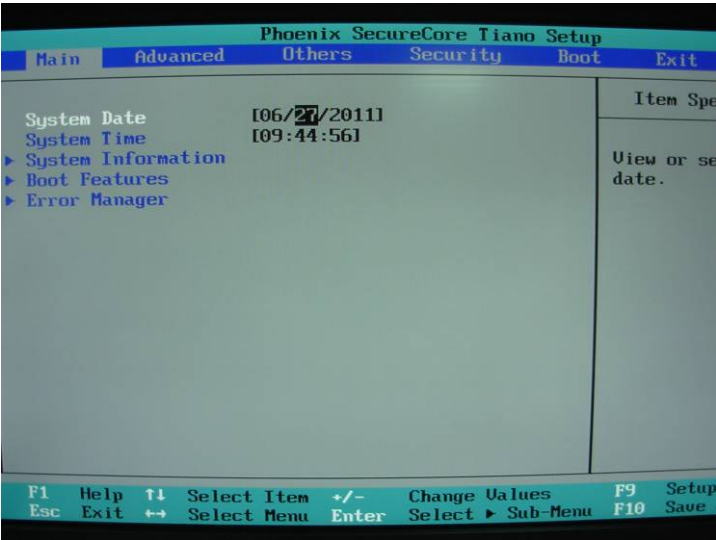 Phoenix SecureCore Tiano Setup
Main Advanced Others Security Boot Exit
Item Spe
System Date [06/27/2011]
System Time [09:44:56]
▶ System Information
▶ Boot Features
▶ Error Manager
View or se
date.
F1 Help ↑↓ Select Item +/- Change Values F9 Setup
Esc Exit ↔ Select Menu Enter Select ▶ Sub-Menu F10 Save